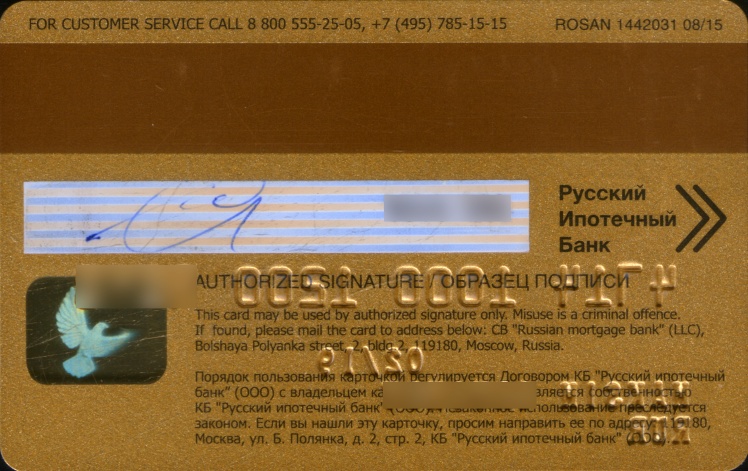 FOR CUSTOMER SERVICE CALL 8 800 555-25-05, +7 (495) 785-15-15
ROSAN 1442031 08/15
Русский
Ипотечный
Банк
AUTHORIZED SIGNATURE / ОБРАЗЕЦ ПОДПИСИ
This card may be used by authorized signature only. Misuse is a criminal offence.
If found, please mail the card to address below: CB "Russian mortgage bank" (LLC),
Bolshaya Polyanka street, 2, bldg 2, 119180, Moscow, Russia.
Порядок пользования карточкой регулируется Договором КБ "Русский ипотечный
банк" (ООО) с владельцем собственностью
КБ "Русский ипотечный банк" использование преследуется
законом. Если вы нашли эту карточку, просим направить ее по адресу: 119180,
Москва, ул. Б. Полянка, д. 2, стр. 2, КБ "Русский ипотечный банк" (ООО).